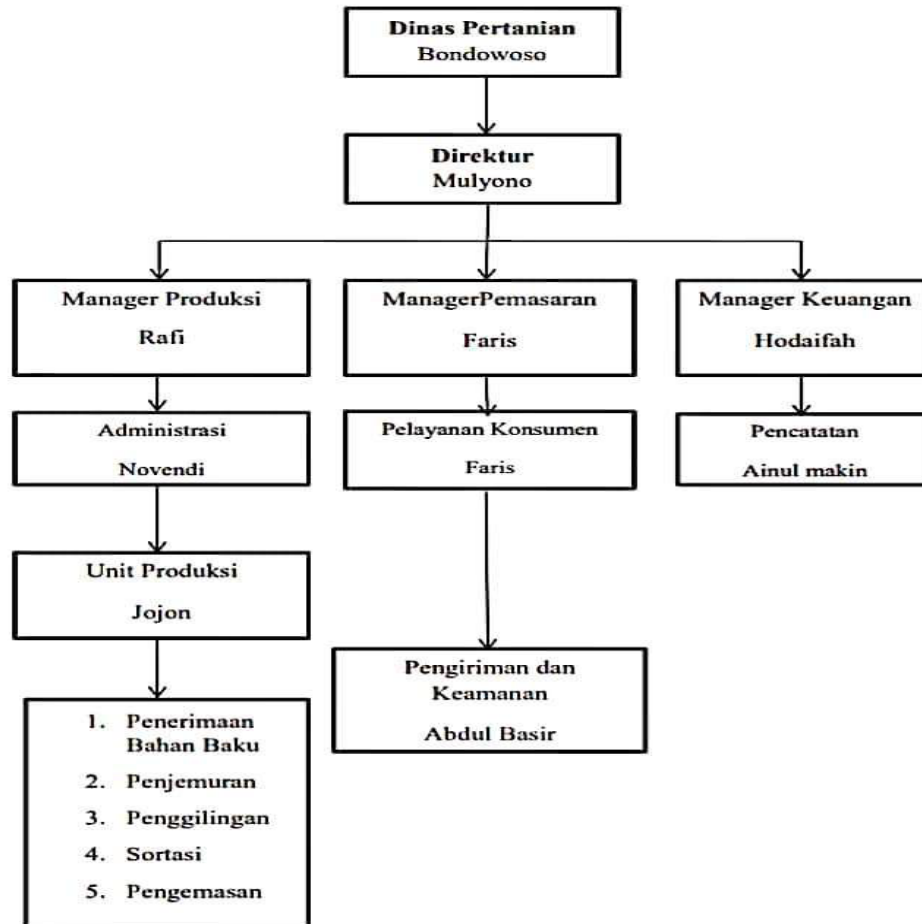 Dinas Pertanian
Bondowoso
Direktur
Mulyono
Manager Produksi
Rafi
ManagerPemasaran
Faris
Manager Keuangan
Hodaifah
Administrasi
Novendi
Pelayanan Konsumen
Faris
Pencatatan
Ainul makin
Unit Produksi
Jojon
Pengiriman dan
Keamanan
Abdul Basir
1. Penerimaan
Bahan Baku
2. Penjemuran
3. Penggilingan
4. Sortasi
5. Pengemasan